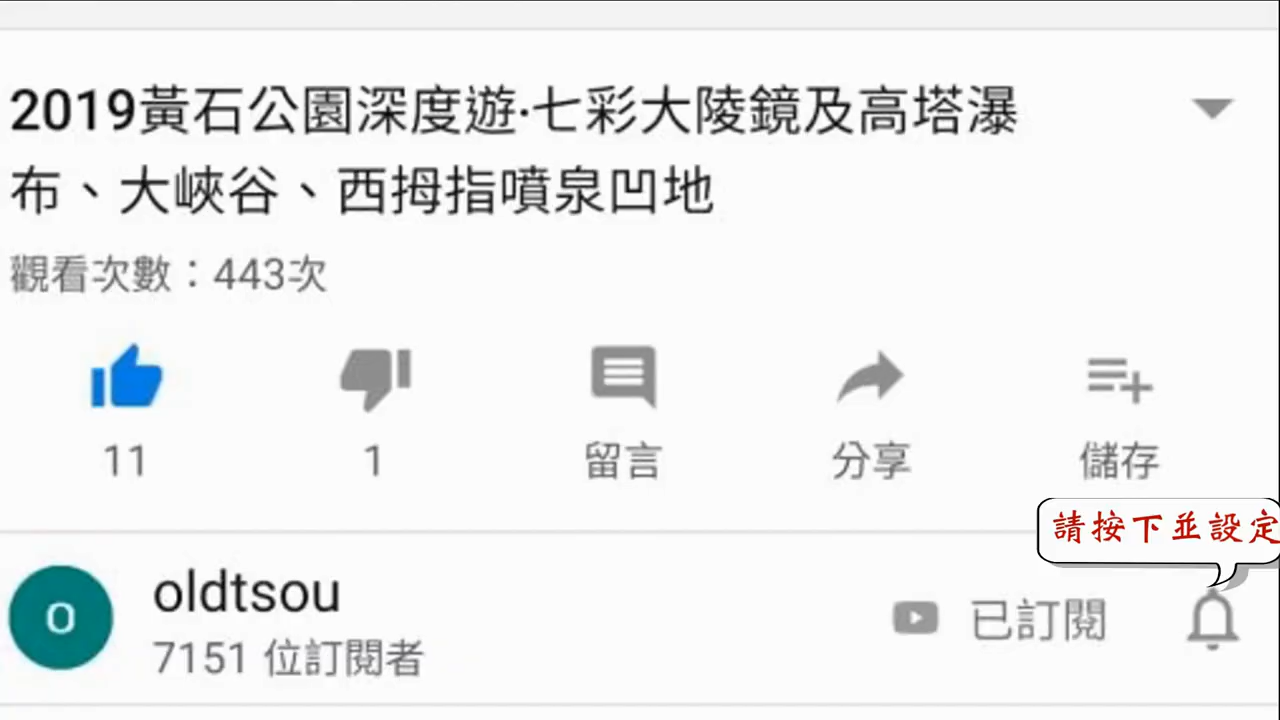 2019黃石公園深度遊·七彩大陵鏡及高塔瀑
布、大峽谷、西拇指噴泉凹地
觀看次數：443次
11
1
留言
分享
儲存
請按下並設定
O
oldtsou
7151 位訂閱者
已訂閱